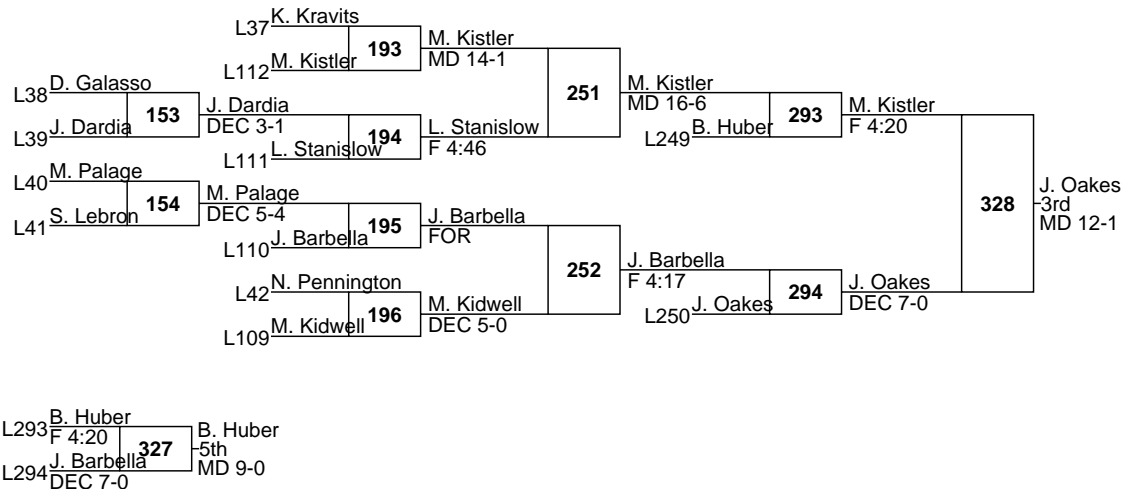 K. Kravits
L37
193
M. Kistler
MD 14-1
M. Kistler
L112
D. Galasso
L38
153
J. Dardia
DEC 3-1
J. Dardia
L39
194
L. Stanislow
F 4:46
L. Stanislow
L111
251
M. Kistler
MD 16-6
293
M. Kistler
F 4:20
B. Huber
L249
M. Palage
L40
154
M. Palage
DEC 5-4
S. Lebron
L41
195
J. Barbella
FOR
J. Barbella
L110
252
J. Barbella
F 4:17
294
J. Oakes
DEC 7-0
J. Oakes
L250
N. Pennington
L42
196
M. Kidwell
DEC 5-0
M. Kidwell
L109
328
J. Oakes
3rd
MD 12-1
B. Huber
L293
F 4:20
327
B. Huber
5th
MD 9-0
J. Barbella
L294
DEC 7-0